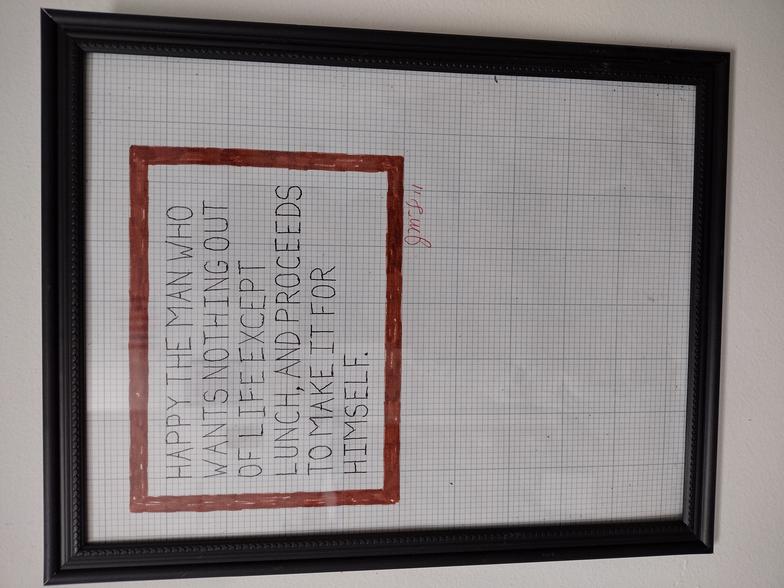 HAPPY THE MAN WHO
WANTS NOTHING OUT
OF LIFE EXCEPT
LUNCH, AND PROCEEDS
TO MAKE IT FOR
HIMSELF.